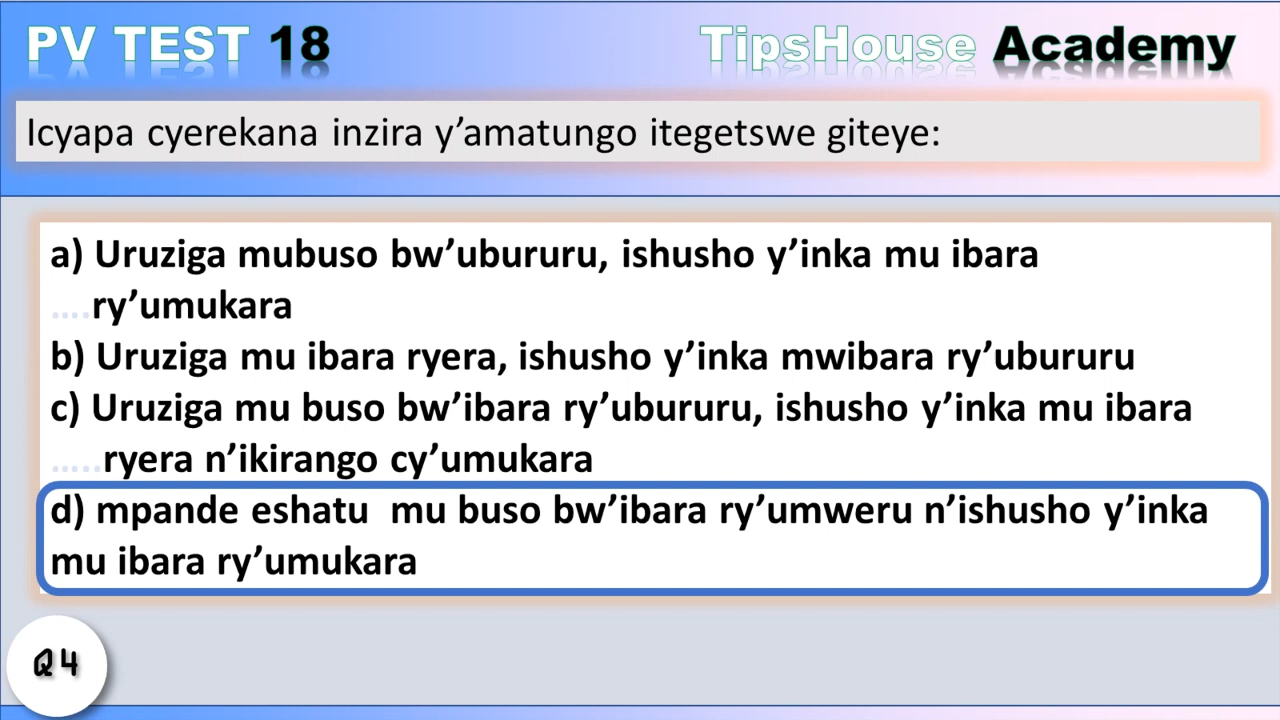 PV TEST 18
TipsHouse Academy
Icyapa cyerekana inzira y’amatungo itegetswe giteye:
a) Uruziga mubuso bw’ubururu, ishusho y’inka mu ibara
....ry’umukara
b) Uruziga mu ibara ryera, ishusho y’inka mwibara ry’ubururu
c) Uruziga mu buso bw’ibara ry’ubururu, ishusho y’inka mu ibara
.....ryera n’ikirango cy’umukara
d) mpande eshatu mu buso bw’ibara ry’umweru n’ishusho y’inka
mu ibara ry’umukara
Q4